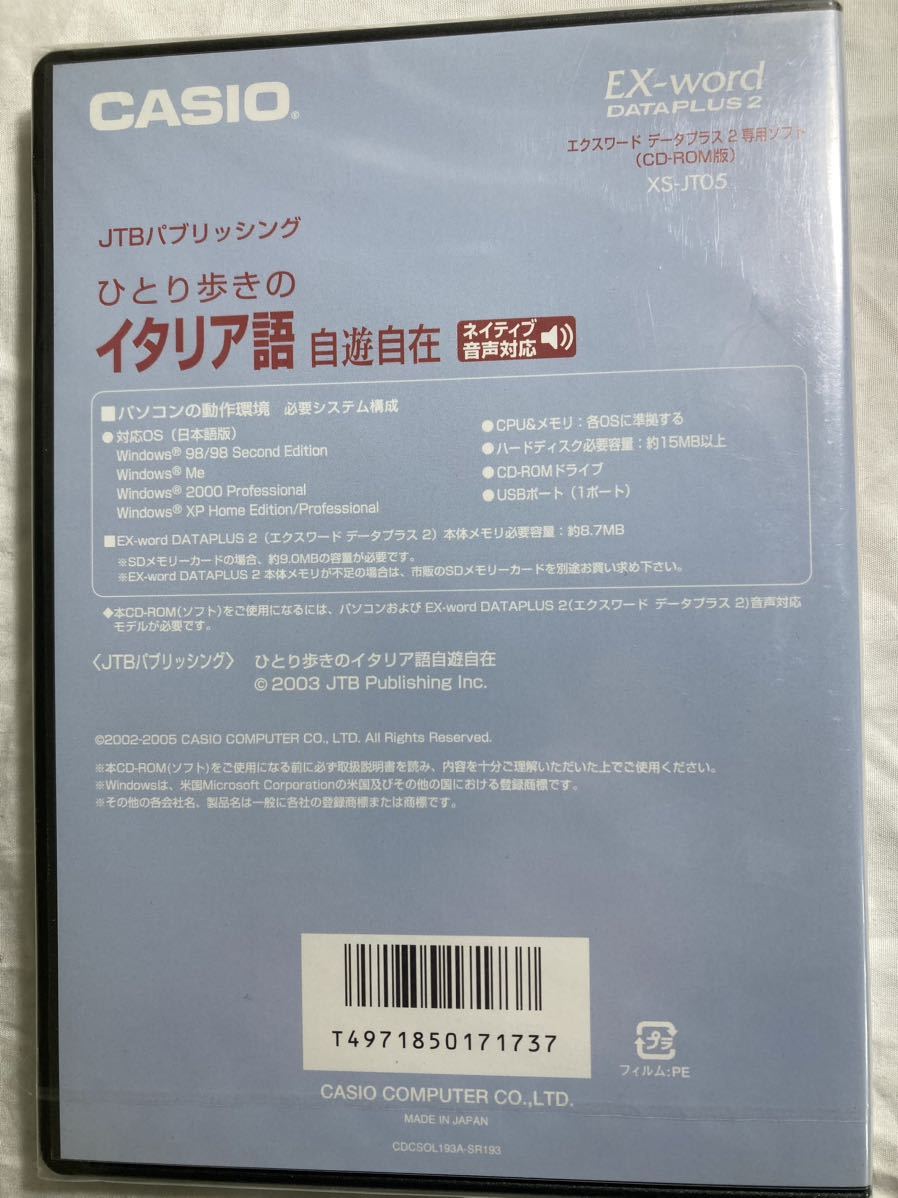 CASIO®
EX-word
DATAPLUS 2
エクスワード データプラス 2 専用ソフト
（CD-ROM版）
XS-JT05
JTBパブリッシング
ひとり歩きの
イタリア語 自遊自在
ネイティブ
音声対応
■パソコンの動作環境 必要システム構成
●対応OS（日本語版）
Windows® 98/98 Second Edition
Windows® Me
Windows® 2000 Professional
Windows® XP Home Edition/Professional
●CPU&メモリ：各OSに準拠する
●ハードディスク必要容量：約15MB以上
●CD-ROMドライブ
●USBポート（1ポート）
■EX-word DATAPLUS 2（エクスワード データプラス 2）本体メモリ必要容量：約8.7MB
※SDメモリーカードの場合、約9.0MBの容量が必要です。
※EX-word DATAPLUS 2 本体メモリが不足の場合は、市販のSDメモリーカードを別途お買い求め下さい。
◆本CD-ROM(ソフト)をご使用になるには、パソコンおよび EX-word DATAPLUS 2(エクスワード データプラス 2)音声対応
モデルが必要です。
〈JTBパブリッシング〉 ひとり歩きのイタリア語自遊自在
© 2003 JTB Publishing Inc.
©2002-2005 CASIO COMPUTER CO., LTD. All Rights Reserved.
※本CD-ROM(ソフト)をご使用になる前に必ず取扱説明書を読み、内容を十分ご理解いただいた上でご使用ください。
※Windowsは、米国Microsoft Corporationの米国及びその他の国における登録商標です。
※その他の各会社名、製品名は一般に各社の登録商標または商標です。
T4971850171737
プラ
フィルム:PE
CASIO COMPUTER CO.,LTD.
MADE IN JAPAN
CDCSOL193A-SR193